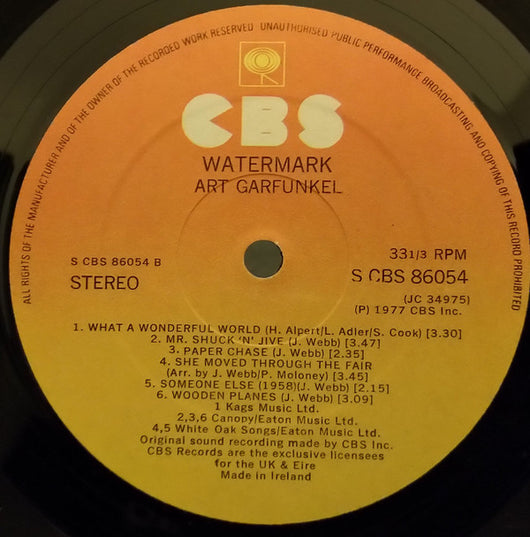 ALL RIGHTS OF THE MANUFACTURER AND OF THE OWNER OF THE RECORDED WORK RESERVED · UNAUTHORISED PUBLIC PERFORMANCE BROADCASTING AND COPYING OF THIS RECORD PROHIBITED
CBS
WATERMARK
ART GARFUNKEL
S CBS 86054 B
STEREO
33 1/3 RPM
S CBS 86054
(JC 34975)
(P) 1977 CBS Inc.
1. WHAT A WONDERFUL WORLD (H. Alpert/L. Adler/S. Cook) [3.30]
2. MR. SHUCK 'N' JIVE (J. Webb) [3.47]
3. PAPER CHASE (J. Webb) [2.35]
4. SHE MOVED THROUGH THE FAIR
(Arr. by J. Webb/P. Moloney) [3.45]
5. SOMEONE ELSE (1958)(J. Webb) [2.15]
6. WOODEN PLANES (J. Webb) [3.09]
1 Kags Music Ltd.
2,3,6 Canopy/Eaton Music Ltd.
4,5 White Oak Songs/Eaton Music Ltd.
Original sound recording made by CBS Inc.
CBS Records are the exclusive licensees
for the UK & Eire
Made in Ireland